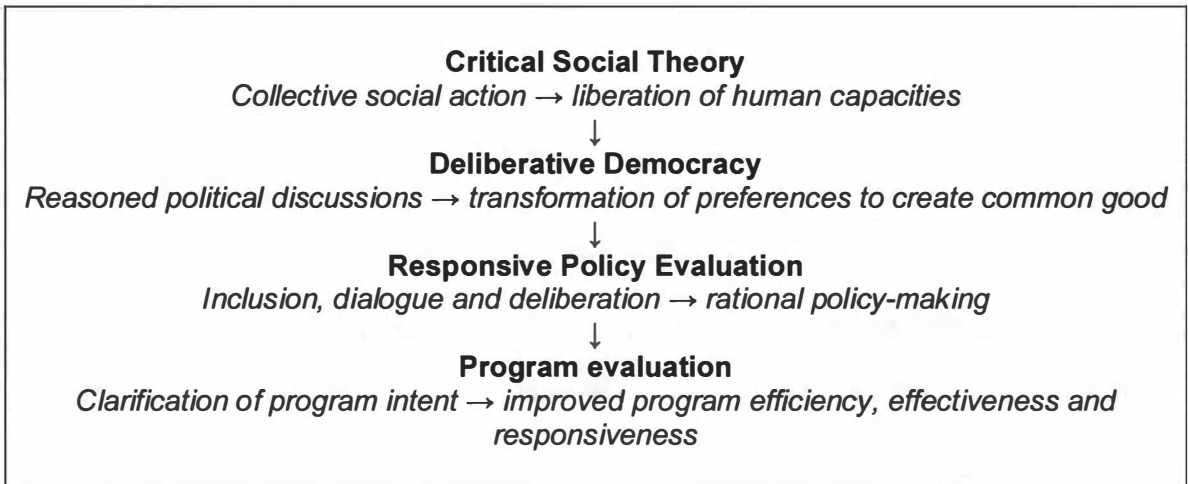 Critical Social Theory
Collective social action → liberation of human capacities
↓
Deliberative Democracy
Reasoned political discussions → transformation of preferences to create common good
↓
Responsive Policy Evaluation
Inclusion, dialogue and deliberation → rational policy-making
↓
Program evaluation
Clarification of program intent → improved program efficiency, effectiveness and
responsiveness